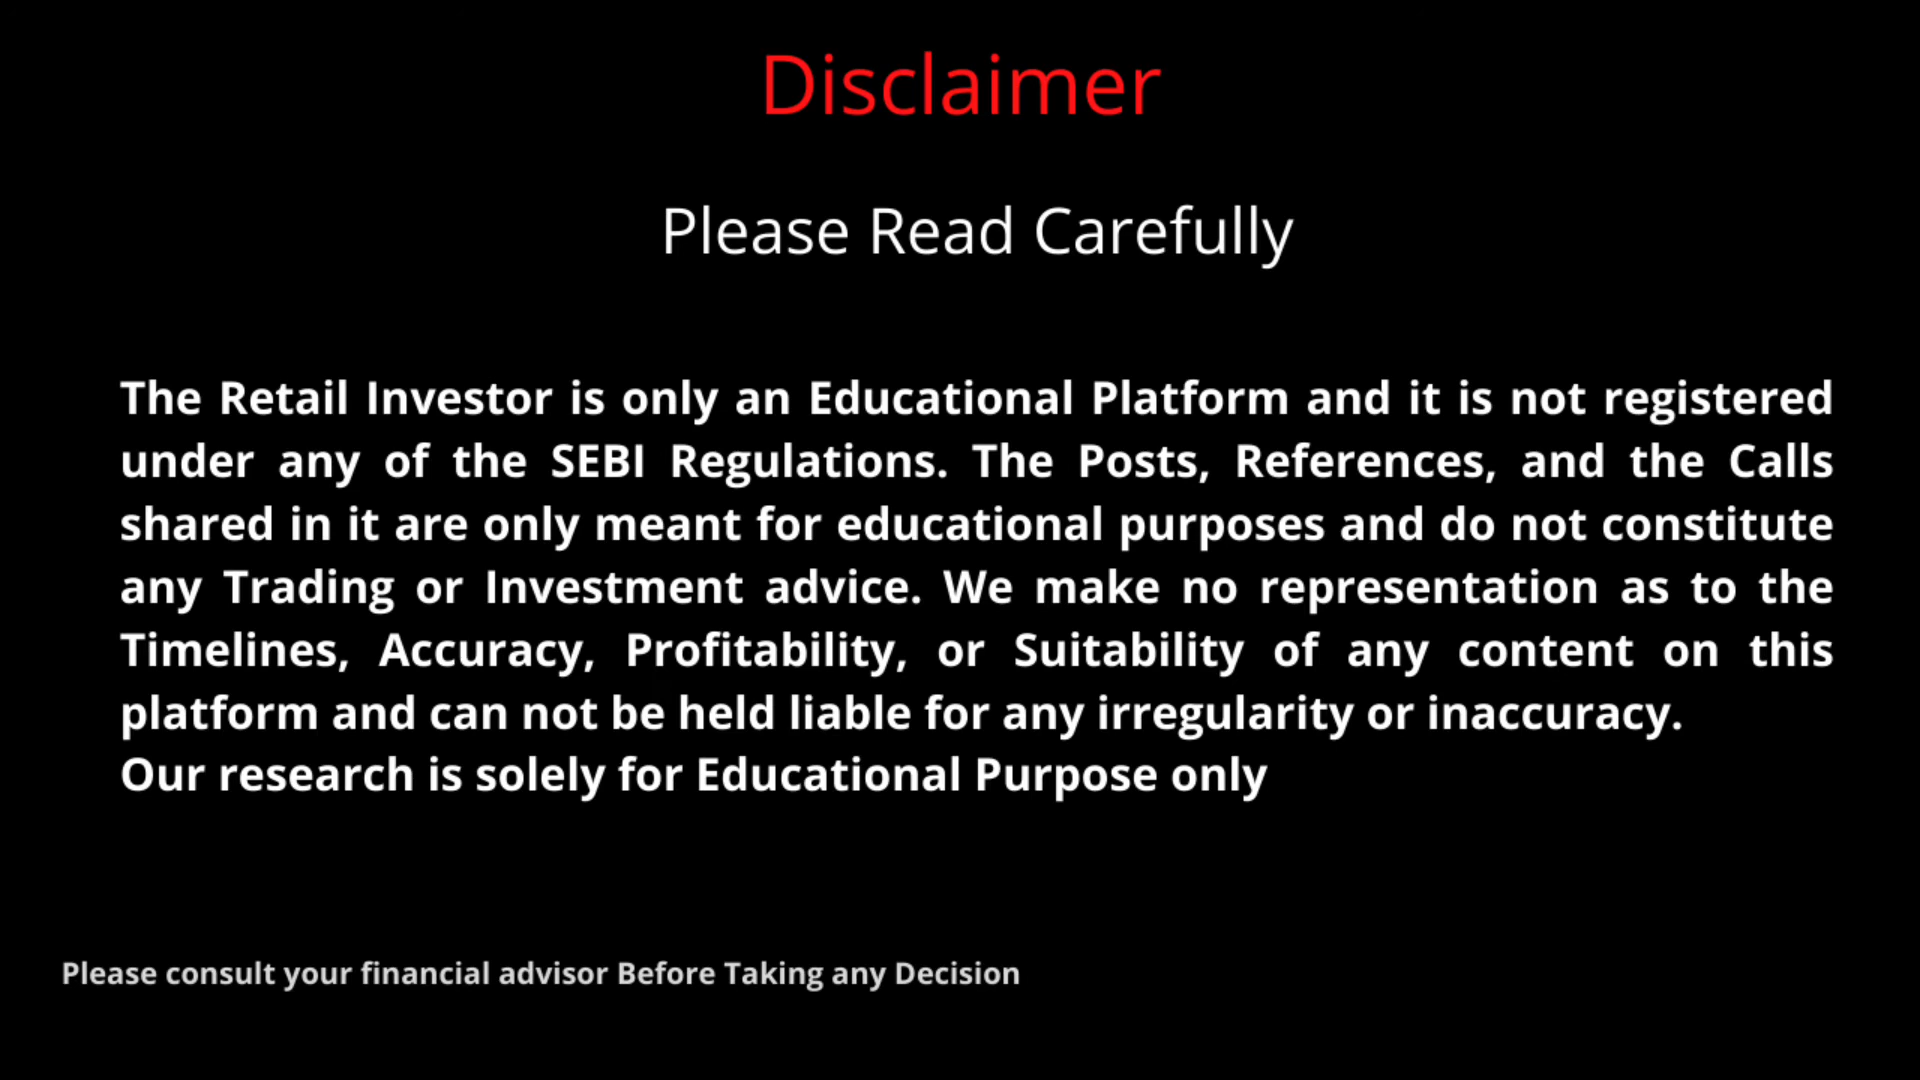 Disclaimer
Please Read Carefully
The Retail Investor is only an Educational Platform and it is not registered
under any of the SEBI Regulations. The Posts, References, and the Calls
shared in it are only meant for educational purposes and do not constitute
any Trading or Investment advice. We make no representation as to the
Timelines, Accuracy, Profitability, or Suitability of any content on this
platform and can not be held liable for any irregularity or inaccuracy.
Our research is solely for Educational Purpose only
Please consult your financial advisor Before Taking any Decision